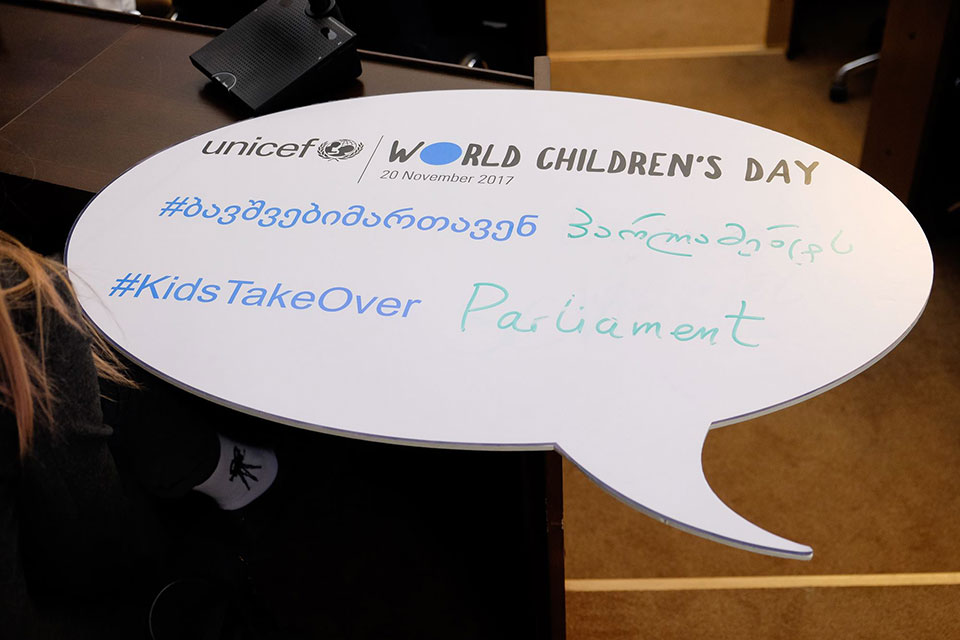 unicef WORLD CHILDREN'S DAY
20 November 2017
#ბავშვებიმართავენ პარლამენტს
#KidsTakeOver Parliament